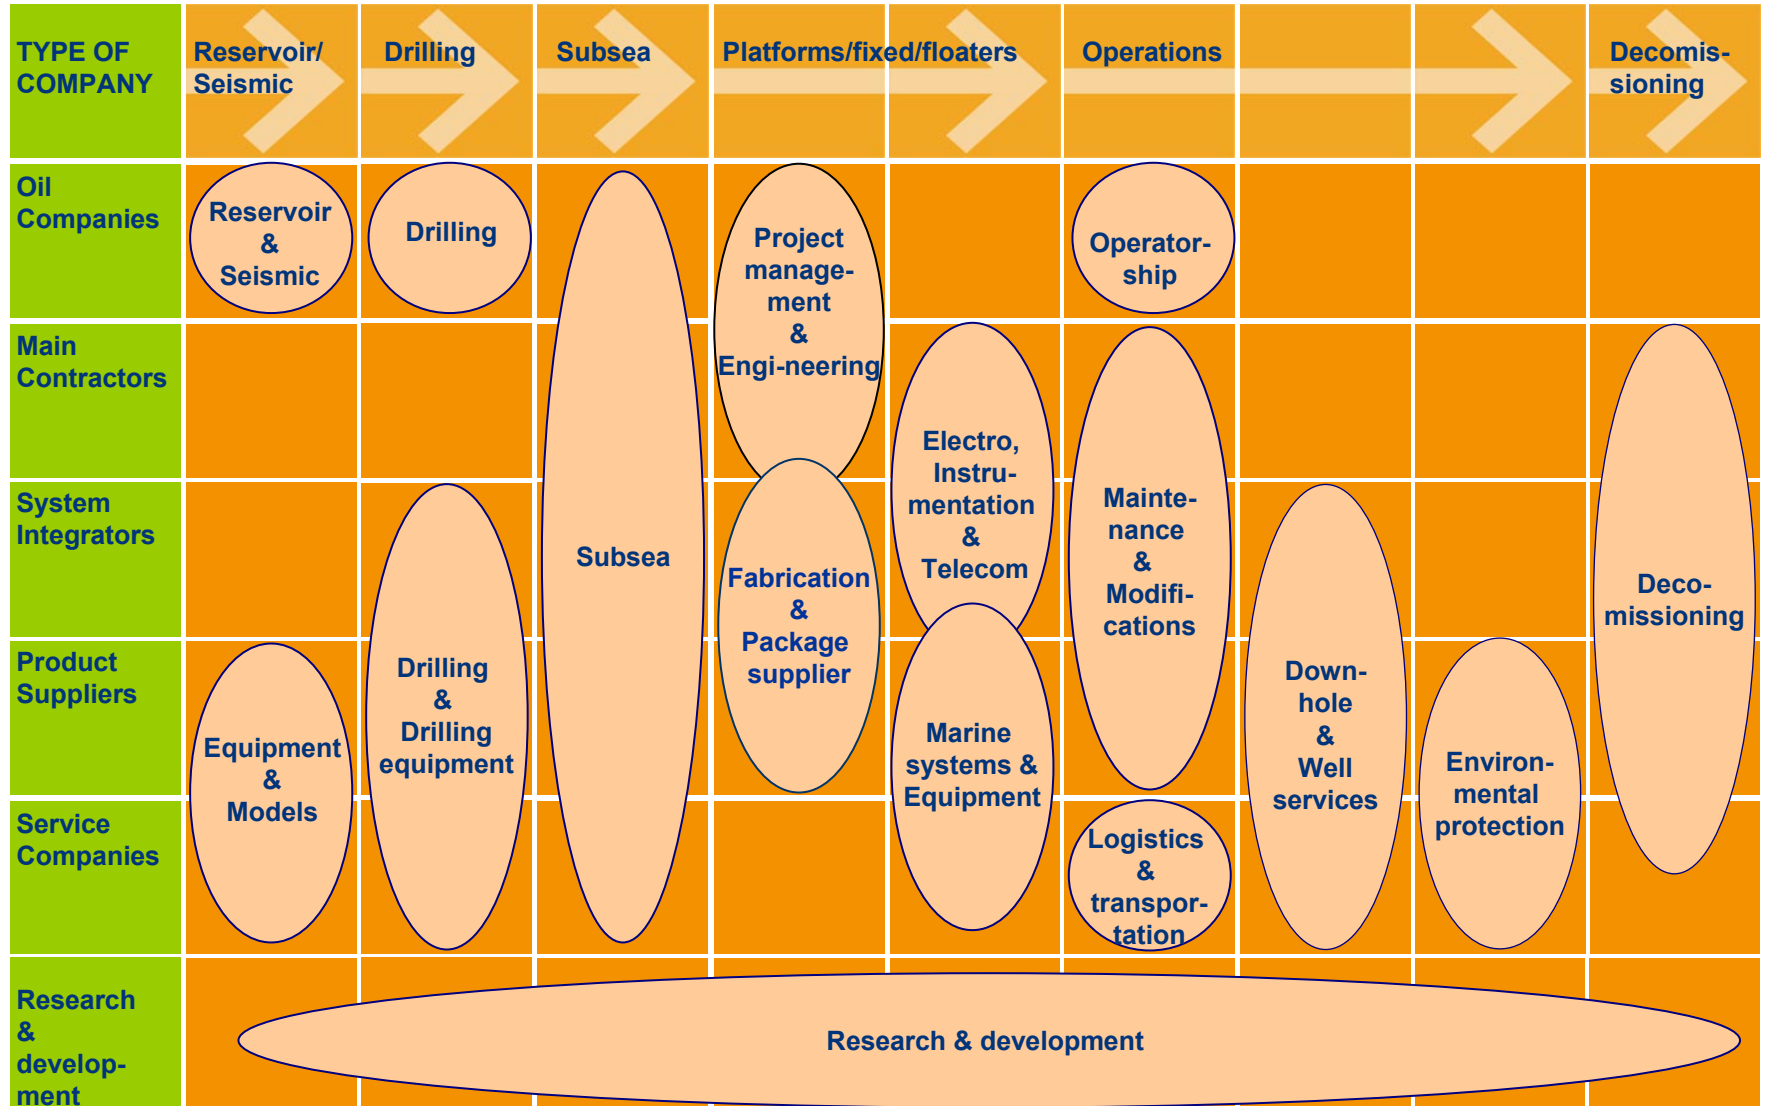 TYPE OF
COMPANY
Reservoir/
Seismic
Drilling
Subsea
Platforms/fixed/floaters
Operations
Decomis-
sioning
Oil
Companies
Reservoir
&
Seismic
Drilling
Project
manage-
ment
&
Engi-neering
Operator-
ship
Main
Contractors
Electro,
Instru-
mentation
&
Telecom
System
Integrators
Subsea
Fabrication
&
Package
supplier
Mainte-
nance
&
Modifi-
cations
Deco-
missioning
Product
Suppliers
Equipment
&
Models
Drilling
&
Drilling
equipment
Marine
systems &
Equipment
Down-
hole
&
Well
services
Environ-
mental
protection
Service
Companies
Logistics
&
transpor-
tation
Research
&
develop-
ment
Research & development